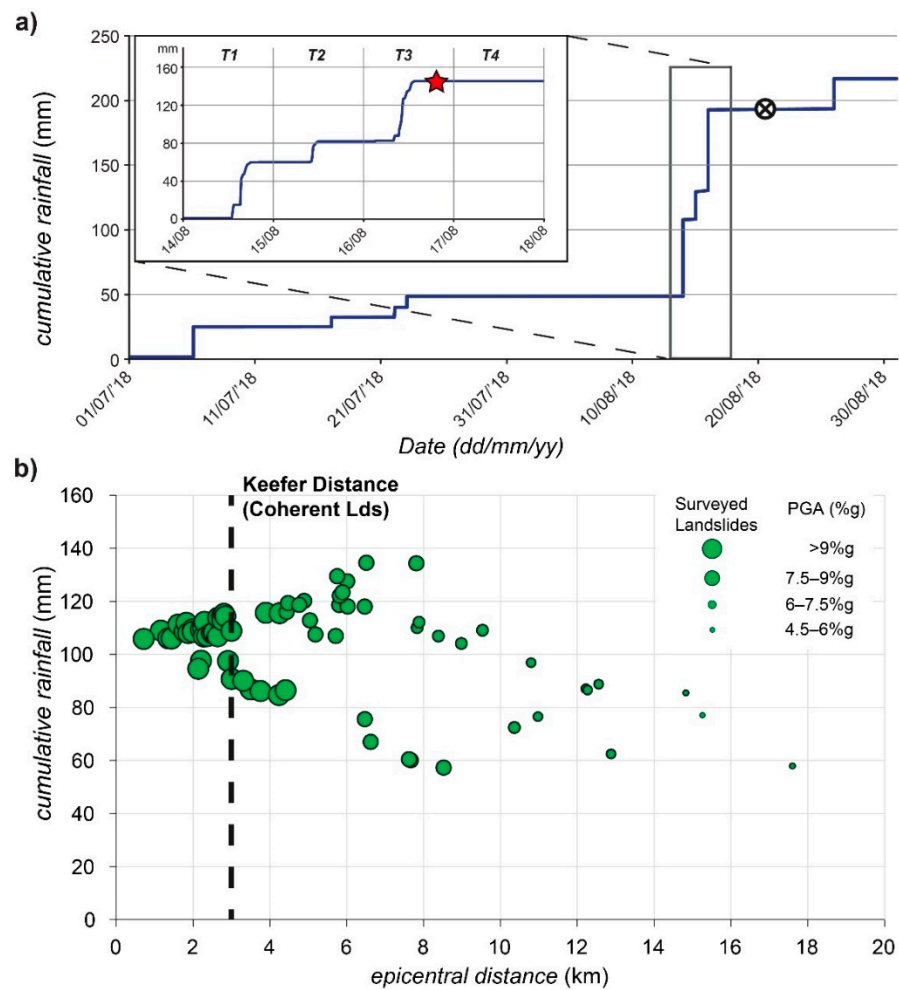 a)
cumulative rainfall (mm)
250
200
150
100
50
0
mm
160
120
80
40
0
T1 T2 T3 T4
14/08 15/08 16/08 17/08 18/08
01/07/'18 11/07/'18 21/07/'18 31/07/'18 10/08/'18 20/08/'18 30/08/'18
Date (dd/mm/yy)
b)
Keefer Distance
(Coherent Lds)
cumulative rainfall (mm)
160
140
120
100
80
60
40
20
0
Surveyed
Landslides
PGA (%g)
>9%g
7.5–9%g
6–7.5%g
4.5–6%g
0 2 4 6 8 10 12 14 16 18 20
epicentral distance (km)